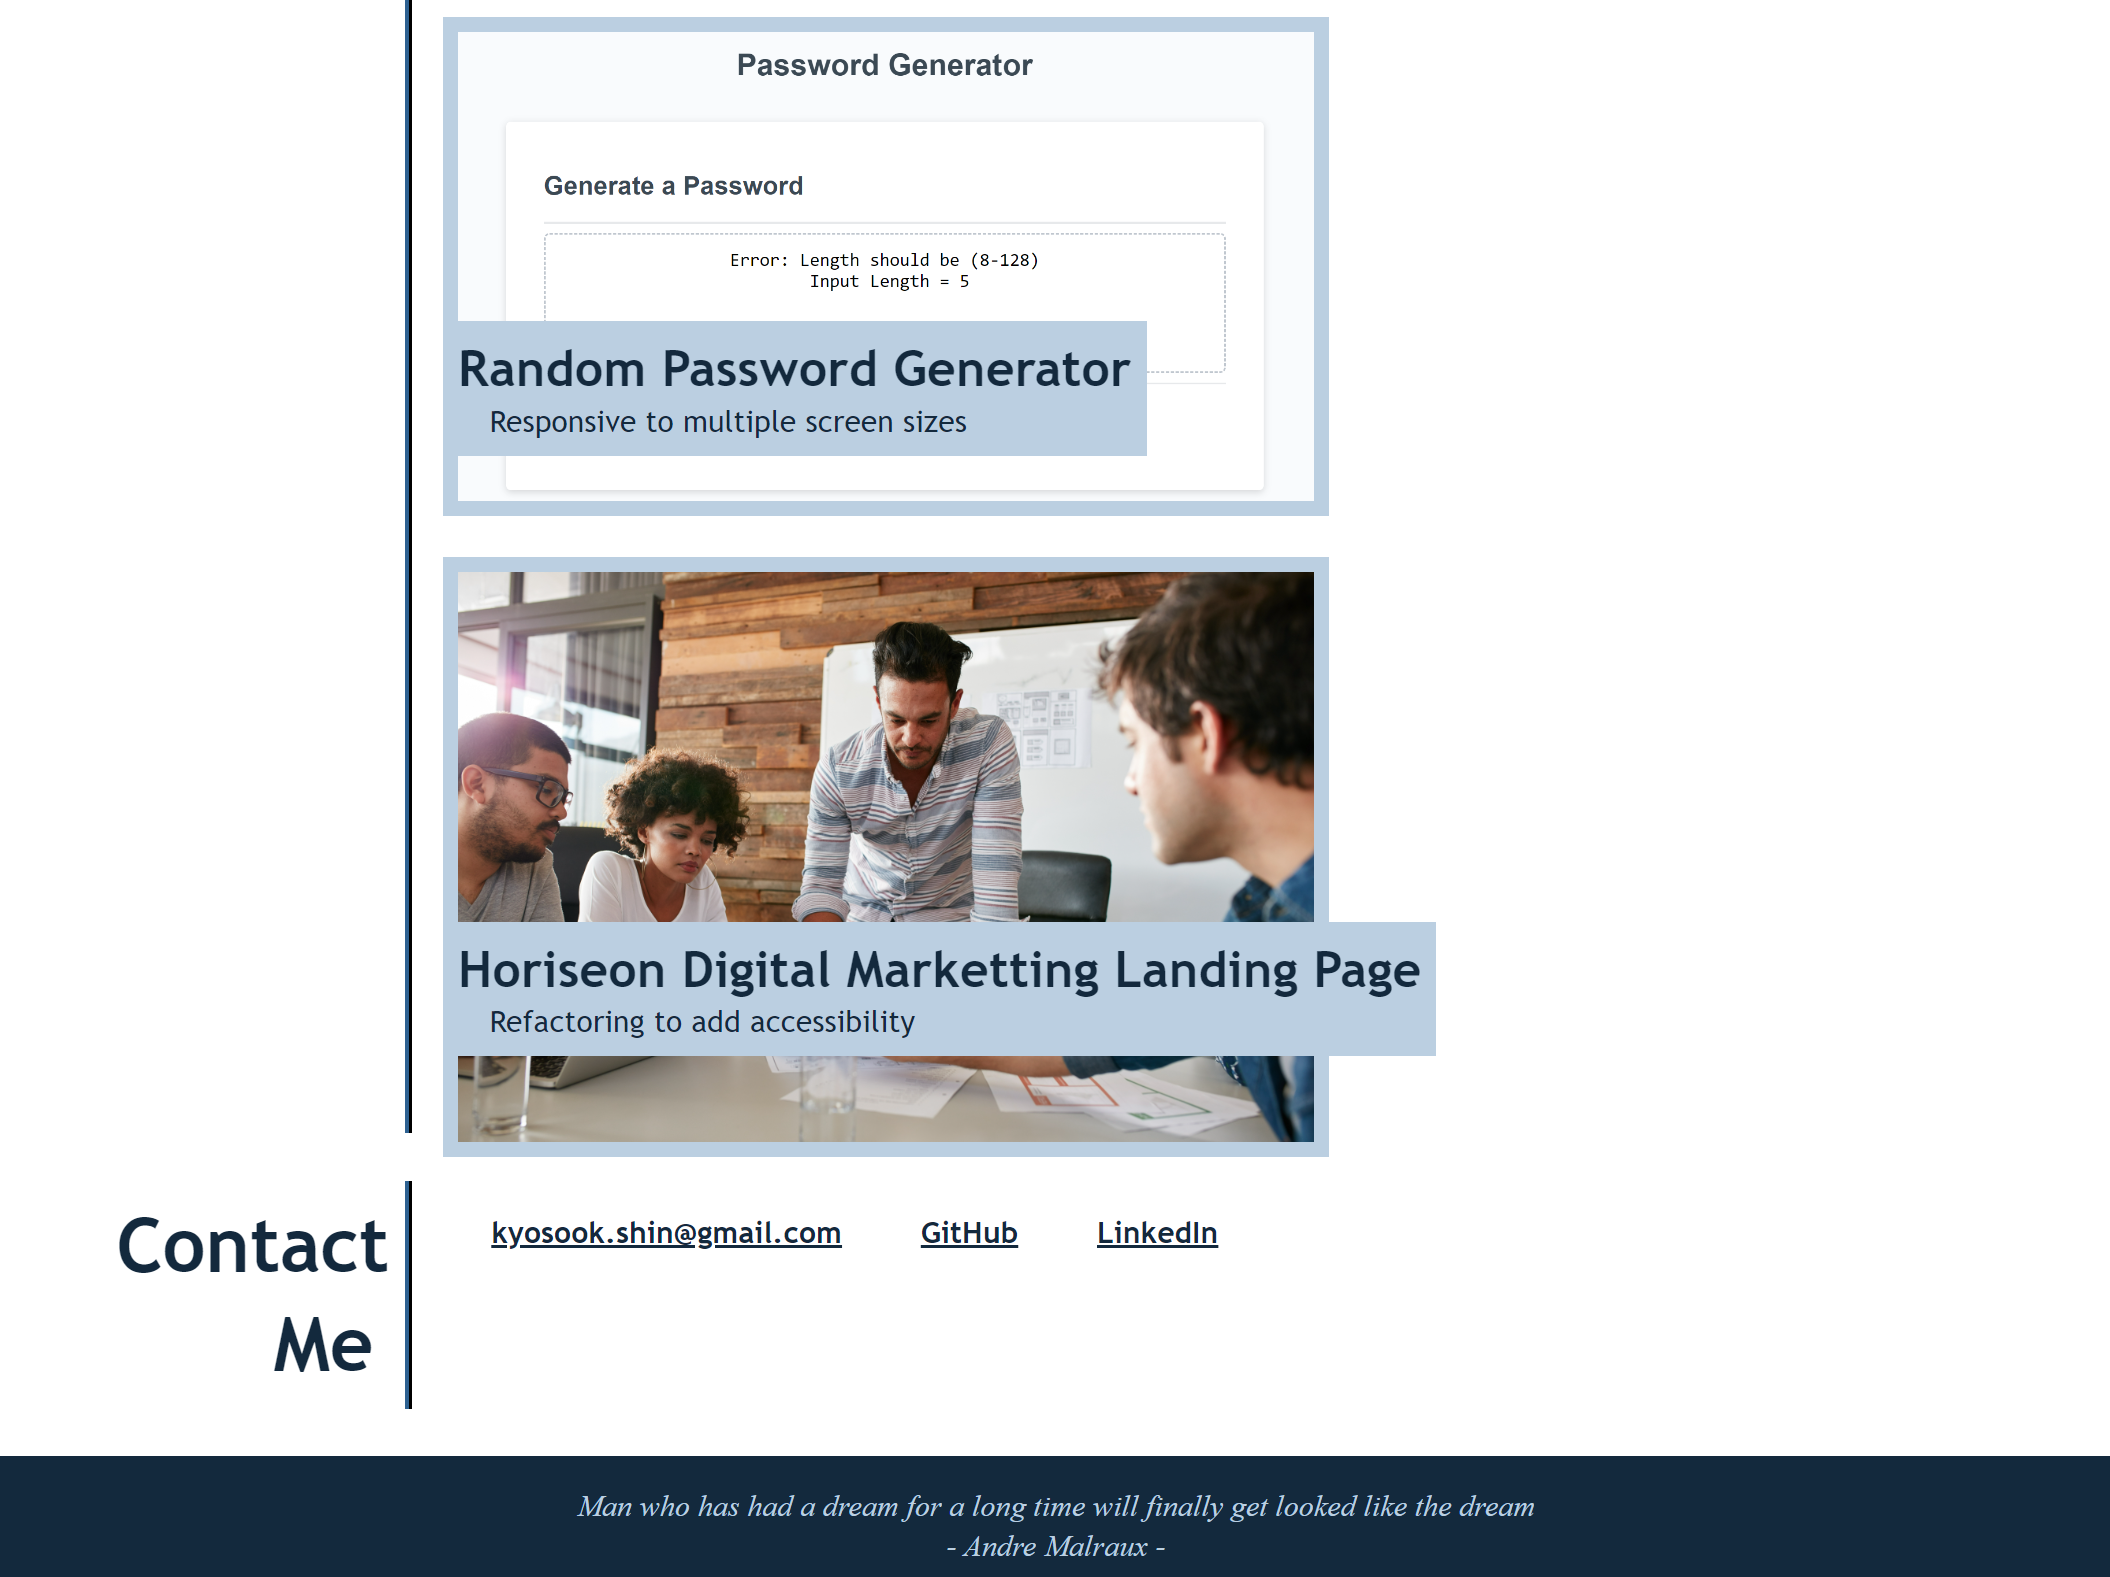 Password Generator
Generate a Password
Error: Length should be (8-128)
Input Length = 5
Random Password Generator
Responsive to multiple screen sizes
Horiseon Digital Marketting Landing Page
Refactoring to add accessibility
Contact
Me
kyosook.shin@gmail.com GitHub LinkedIn
Man who has had a dream for a long time will finally get looked like the dream
- Andre Malraux -